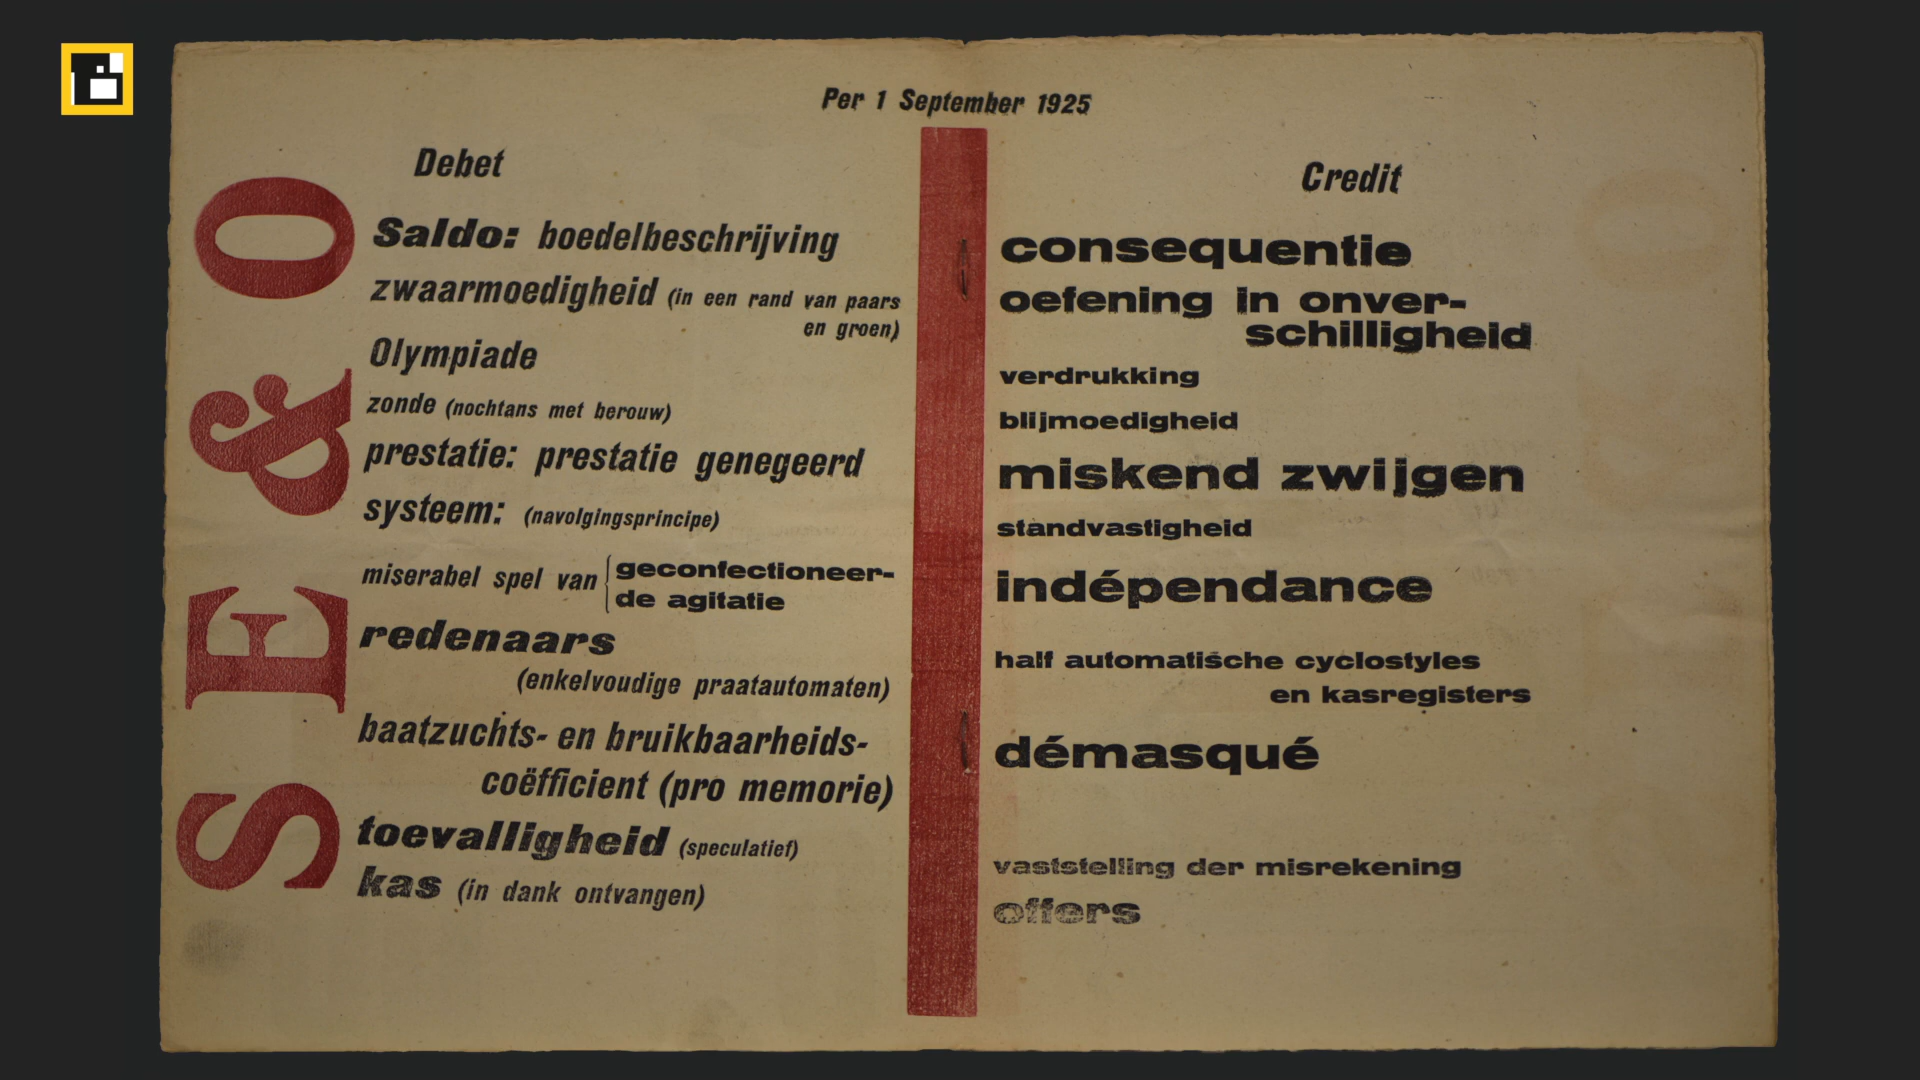 Per 1 September 1925
S E & O
Debet
Saldo: boedelbeschrijving
zwaarmoedigheid (in een rand van paars
en groen)
Olympiade
zonde (nochtans met berouw)
prestatie: prestatie genegeerd
systeem: (navolgingsprincipe)
miserabel spel van geconfectioneer-
de agitatie
redenaars
(enkelvoudige praatautomaten)
baatzuchts- en bruikbaarheids-
coëfficient (pro memorie)
toevalligheid (speculatief)
kas (in dank ontvangen)
Credit
consequentie
oefening in onver-
schilligheid
verdrukking
blijmoedigheid
miskend zwijgen
standvastigheid
indépendance
half automatische cyclostyles
en kasregisters
démasqué
vaststelling der misrekening
offers